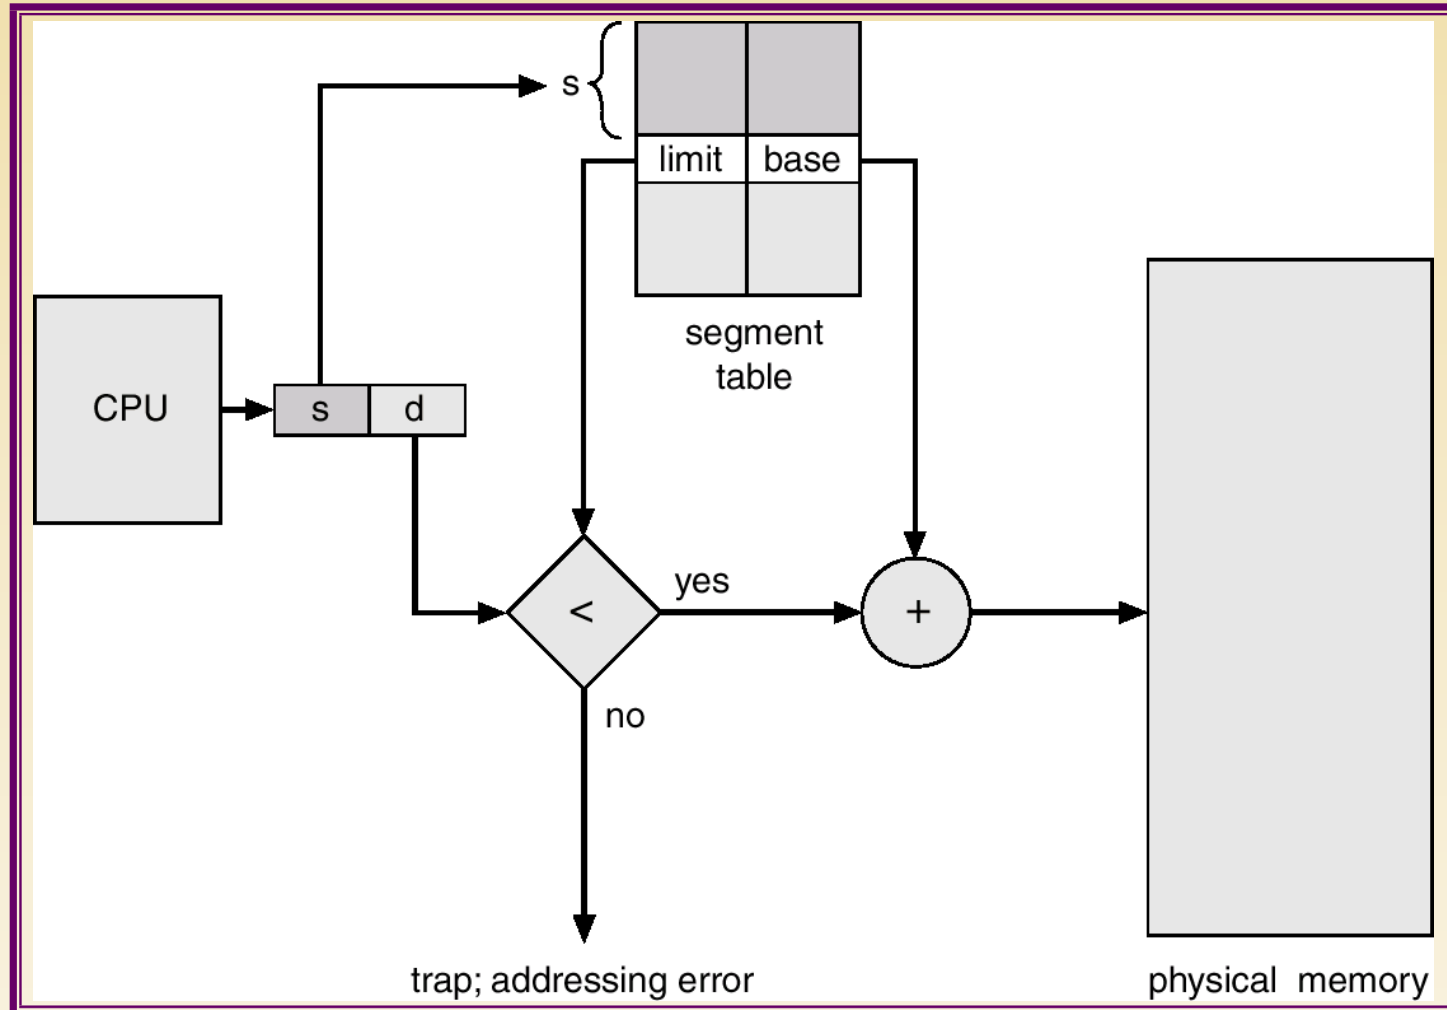 s
limit base
segment
table
CPU
s d
<
yes
+
no
trap; addressing error
physical memory